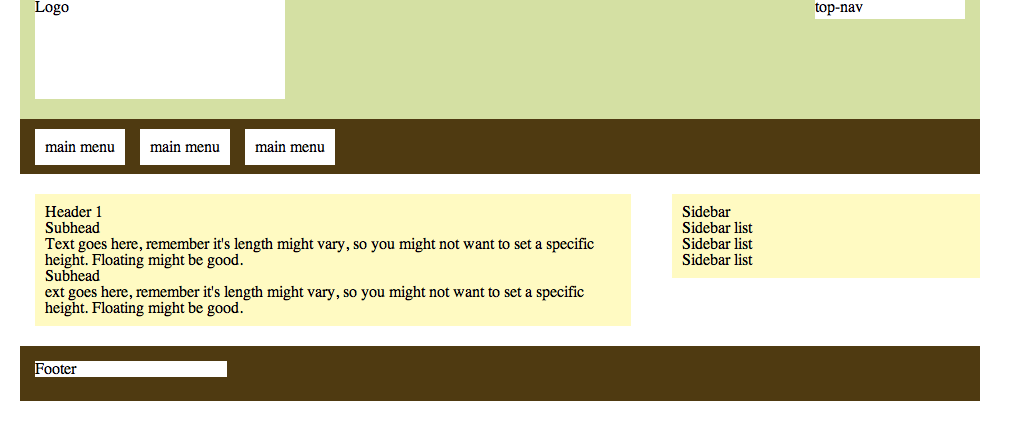 Logo
top-nav
main menu
main menu
main menu
Header 1
Subhead
Text goes here, remember it's length might vary, so you might not want to set a specific
height. Floating might be good.
Subhead
ext goes here, remember it's length might vary, so you might not want to set a specific
height. Floating might be good.
Sidebar
Sidebar list
Sidebar list
Sidebar list
Footer